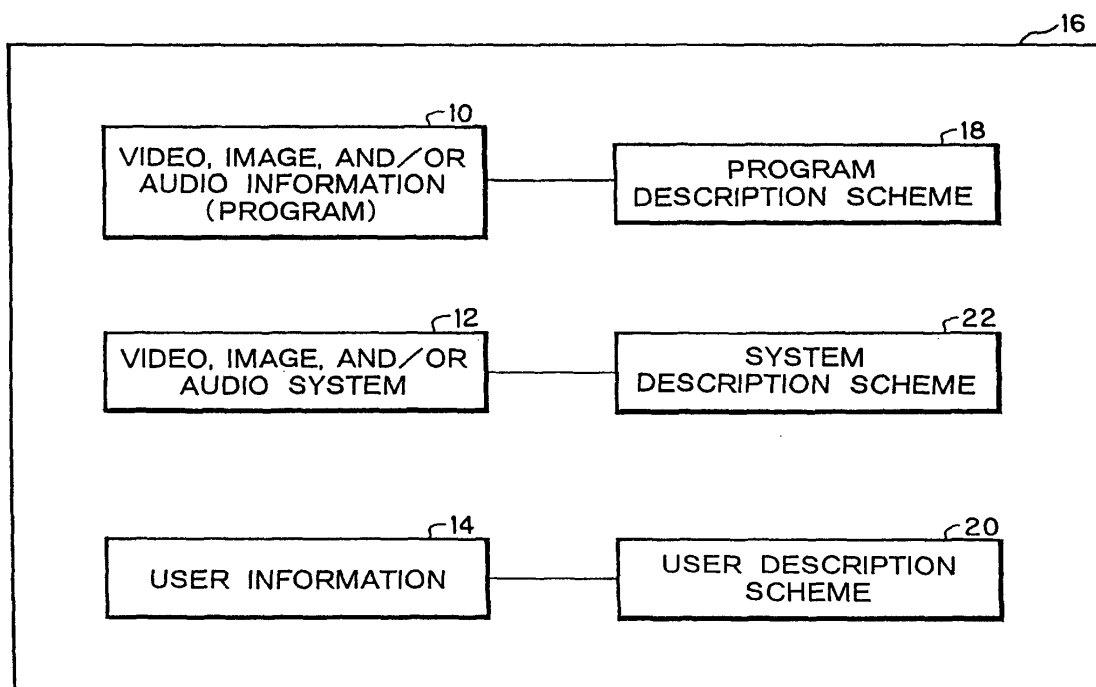 16
10
VIDEO, IMAGE, AND/OR
AUDIO INFORMATION
(PROGRAM)
18
PROGRAM
DESCRIPTION SCHEME
12
VIDEO, IMAGE, AND/OR
AUDIO SYSTEM
22
SYSTEM
DESCRIPTION SCHEME
14
USER INFORMATION
20
USER DESCRIPTION
SCHEME